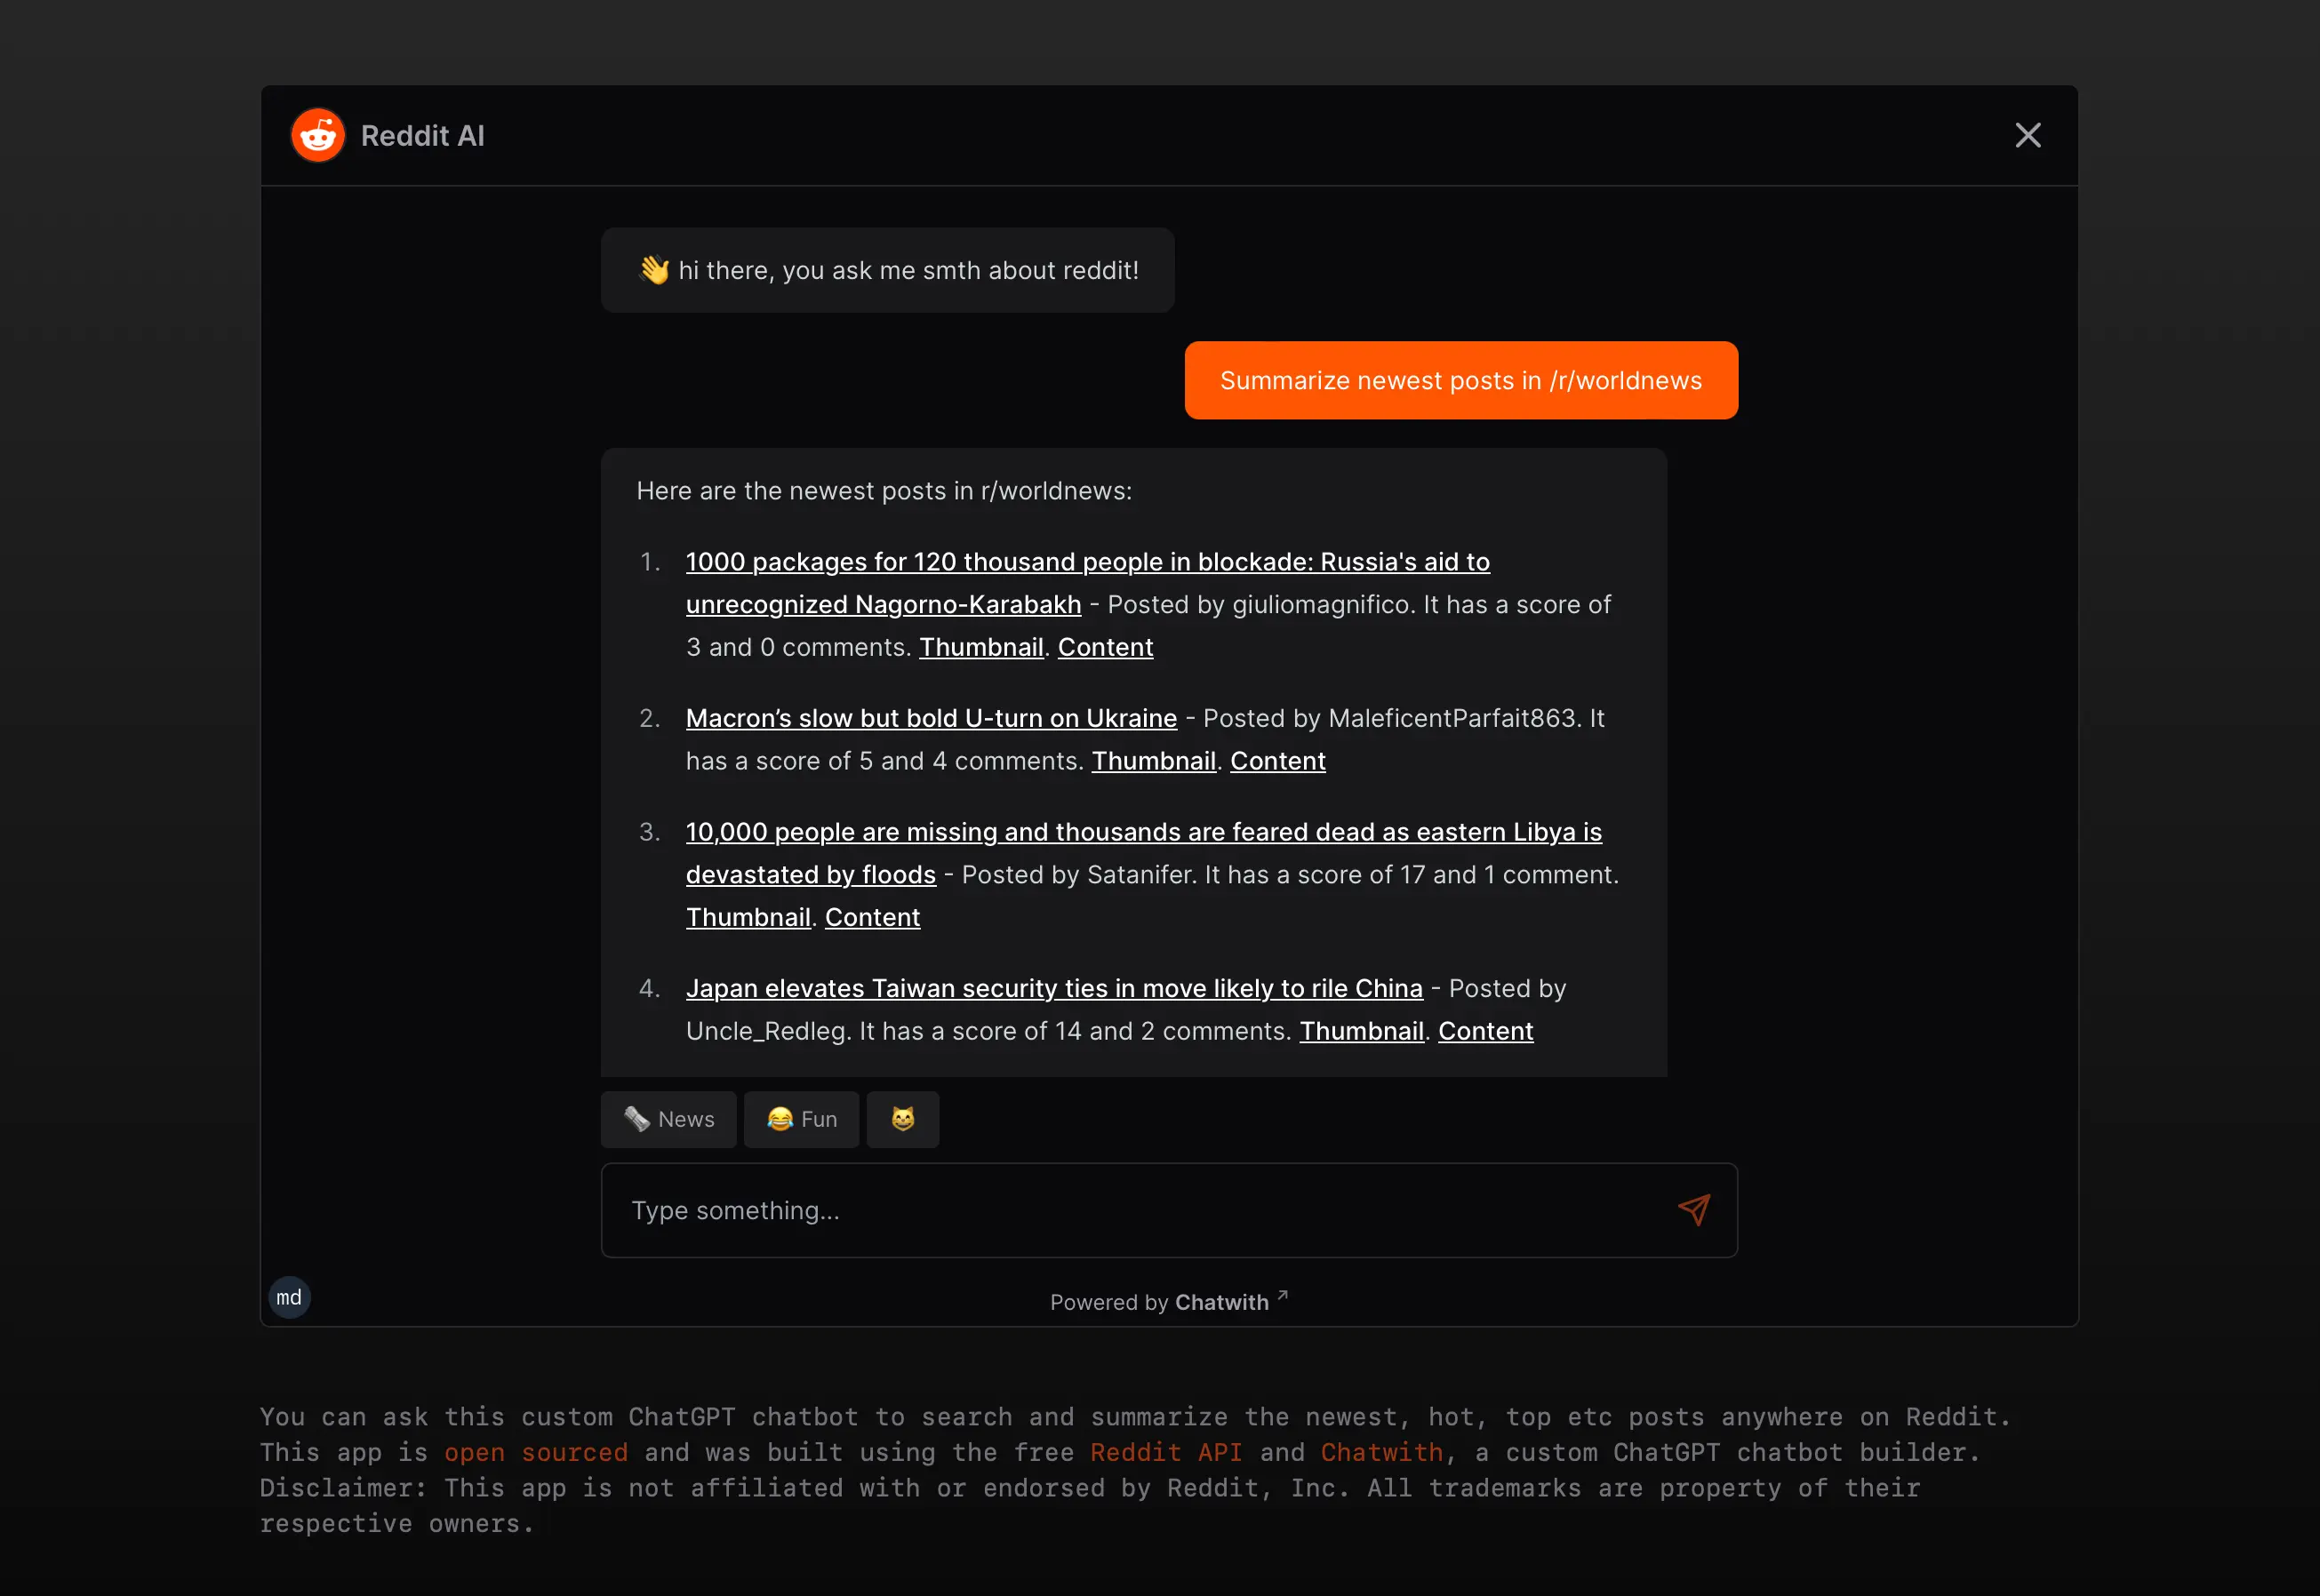 Reddit AI
👋 hi there, you ask me smth about reddit!
Summarize newest posts in /r/worldnews
Here are the newest posts in r/worldnews:
1. 1000 packages for 120 thousand people in blockade: Russia's aid to
unrecognized Nagorno-Karabakh - Posted by giuliomagnifico. It has a score of
3 and 0 comments. Thumbnail. Content
2. Macron’s slow but bold U-turn on Ukraine - Posted by MaleficentParfait863. It
has a score of 5 and 4 comments. Thumbnail. Content
3. 10,000 people are missing and thousands are feared dead as eastern Libya is
devastated by floods - Posted by Satanifer. It has a score of 17 and 1 comment.
Thumbnail. Content
4. Japan elevates Taiwan security ties in move likely to rile China - Posted by
Uncle_Redleg. It has a score of 14 and 2 comments. Thumbnail. Content
🗞️ News 😂 Fun 😸
Type something...
md
Powered by Chatwith ↗
You can ask this custom ChatGPT chatbot to search and summarize the newest, hot, top etc posts anywhere on Reddit.
This app is open sourced and was built using the free Reddit API and Chatwith, a custom ChatGPT chatbot builder.
Disclaimer: This app is not affiliated with or endorsed by Reddit, Inc. All trademarks are property of their
respective owners.